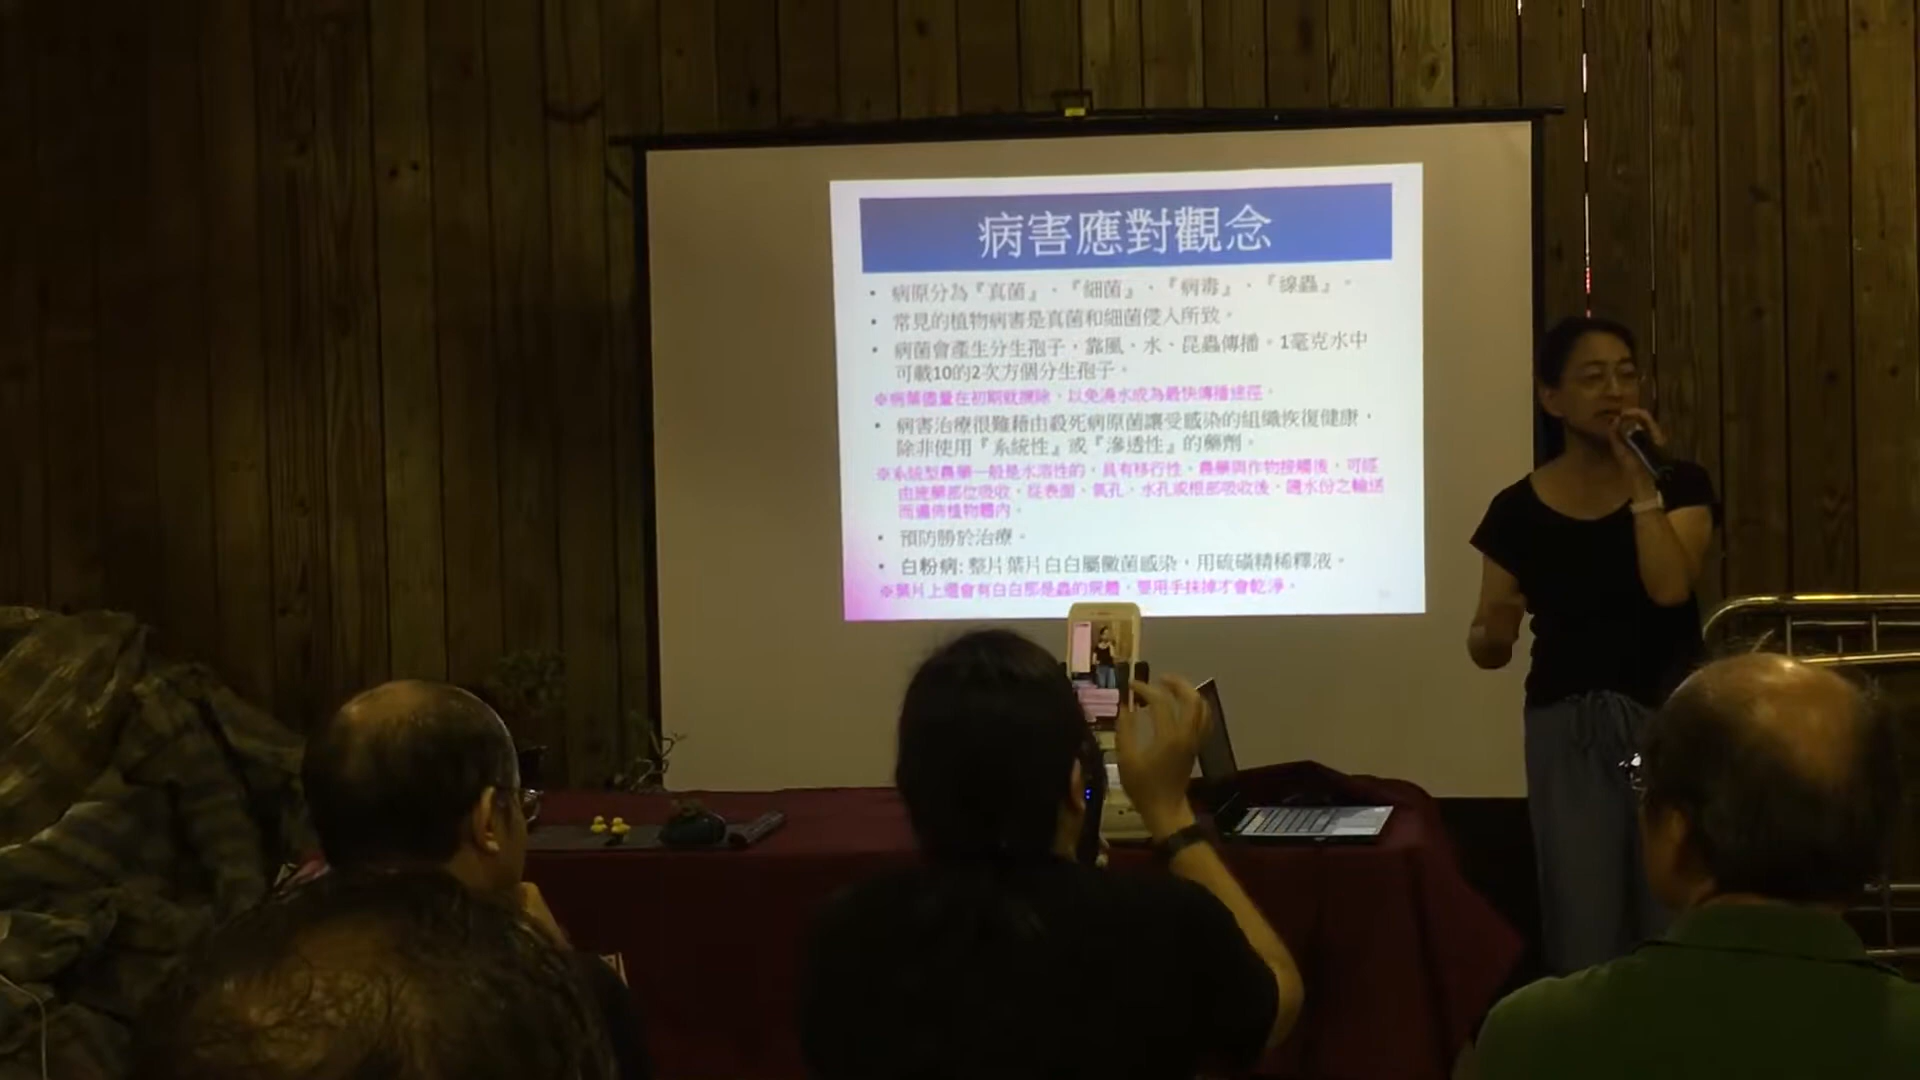 病害應對觀念
• 病原分為『真菌』、『細菌』、『病毒』、『線蟲』。
• 常見的植物病害是真菌和細菌侵入所致。
• 病菌會產生分生孢子，靠風、水、昆蟲傳播。1毫克水中
可載10的2次方個分生孢子。
※病葉儘量在初期就摘除，以免澆水成為最快傳播途徑。
• 病害治療很難藉由殺死病原菌讓受感染的組織恢復健康，
除非使用『系統性』或『滲透性』的藥劑。
※系統型農藥一般是水溶性的，具有移行性，農藥與作物接觸後，可經
由施藥部位吸收，從表面、氣孔、水孔或根部吸收後，隨水份之輸送
而遍佈植物體內。
• 預防勝於治療。
• 白粉病: 整片葉片白白屬黴菌感染，用硫磺精稀釋液。
※葉片上還會有白白那是蟲的屍體，要用手抹掉才會乾淨。